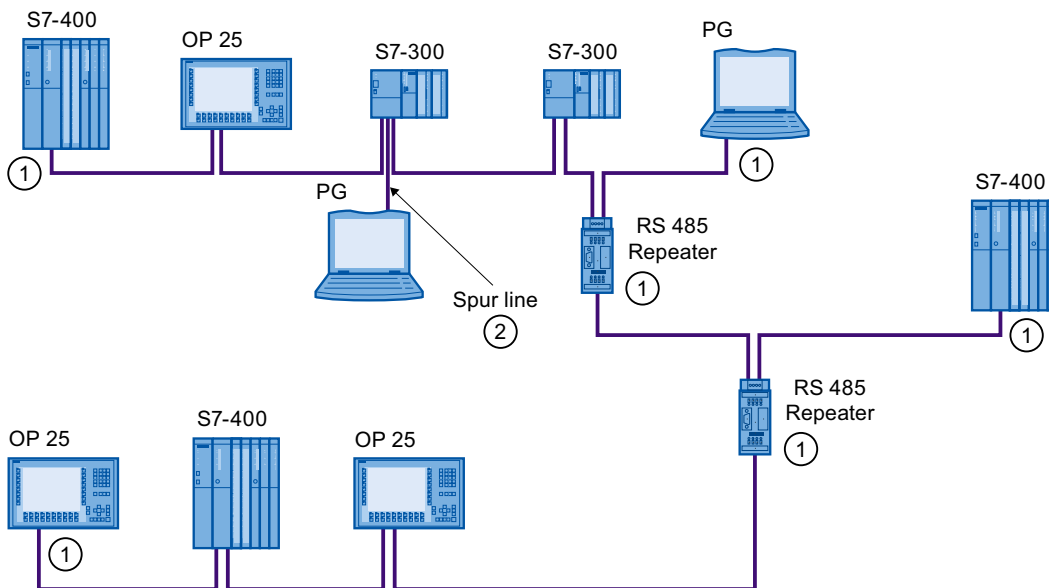 S7-400
OP 25
S7-300
S7-300
PG
1
1
PG
S7-400
RS 485
Repeater
1
Spur line
2
1
RS 485
Repeater
1
S7-400
OP 25
OP 25
1